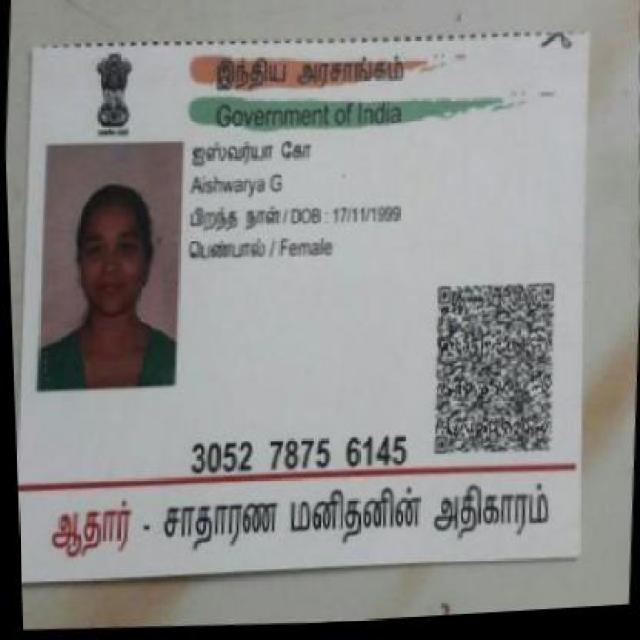 இந்திய அரசாங்கம்
Government of India
ஐஸ்வர்யா கோ
Aishwarya G
பிறந்த நாள் / DOB : 17/11/1999
பெண்பால் / Female
3052 7875 6145
ஆதார் - சாதாரண மனிதனின் அதிகாரம்